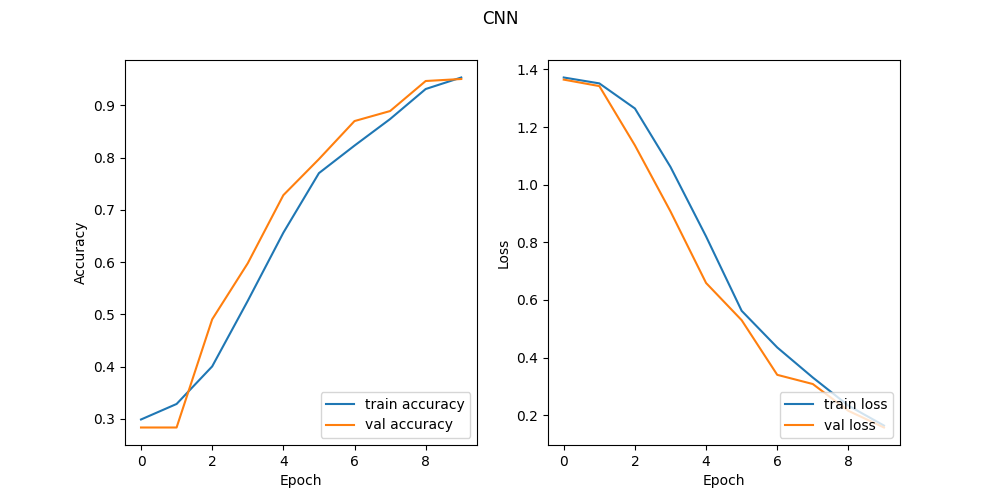 CNN
Accuracy
0.9
0.8
0.7
0.6
0.5
0.4
0.3
train accuracy
val accuracy
0 2 4 6 8
Epoch
Loss
1.4
1.2
1.0
0.8
0.6
0.4
0.2
train loss
val loss
0 2 4 6 8
Epoch